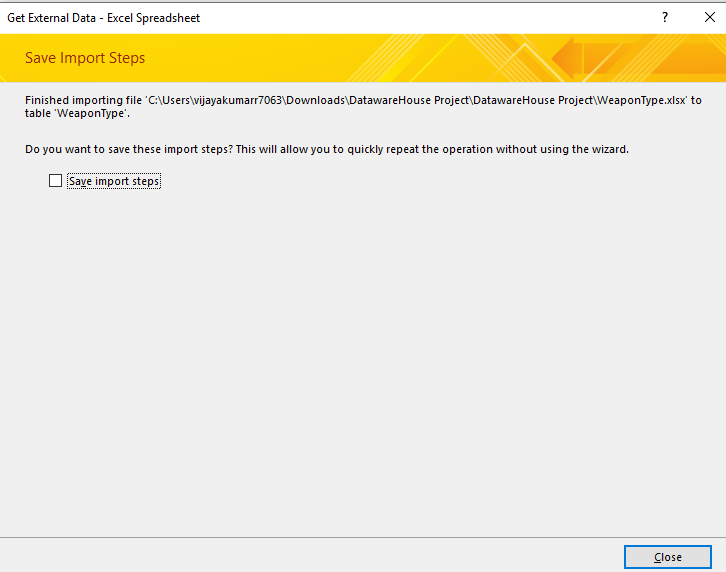 Get External Data - Excel Spreadsheet
?
Save Import Steps
Finished importing file 'C:\Users\vijayakumarr7063\Downloads\DatawareHouse Project\DatawareHouse Project\WeaponType.xlsx' to
table 'WeaponType'.
Do you want to save these import steps? This will allow you to quickly repeat the operation without using the wizard.
Save import steps
Close